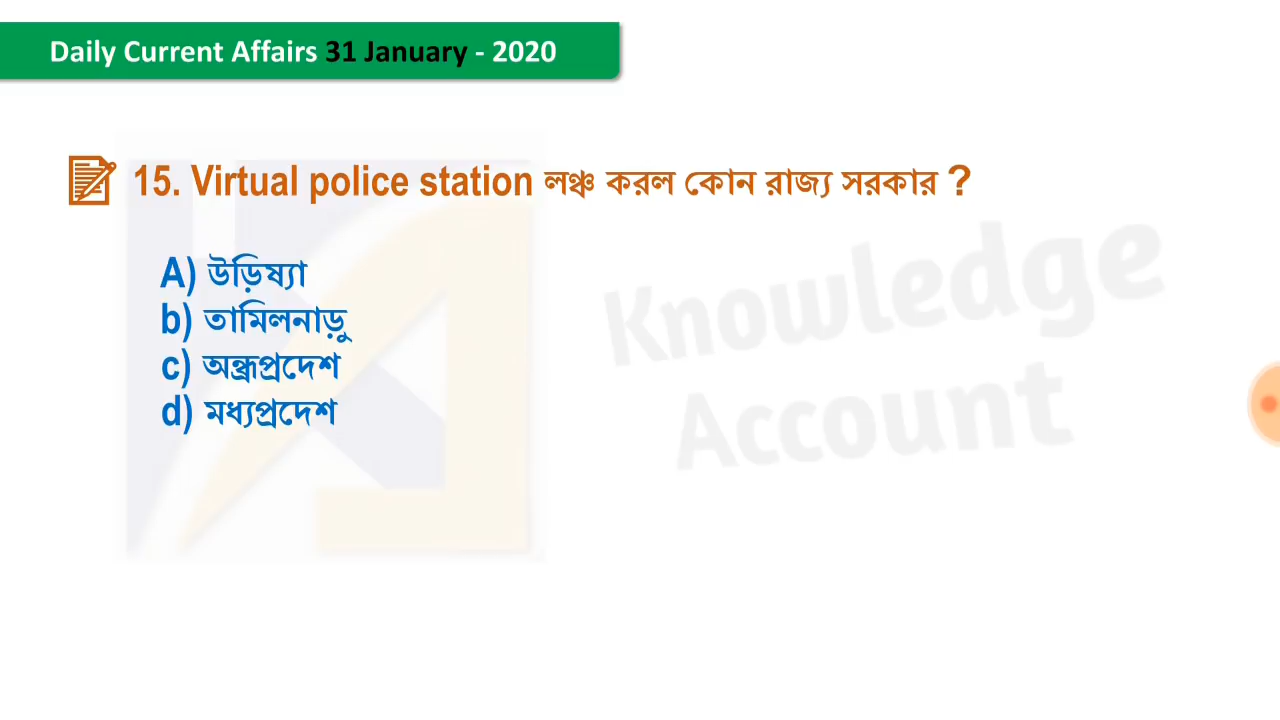 Daily Current Affairs 31 January - 2020
15. Virtual police station লঞ্চ করল কোন রাজ্য সরকার ?
A) উড়িষ্যা
b) তামিলনাড়ু
c) অন্ধ্রপ্রদেশ
d) মধ্যপ্রদেশ
Knowledge
Account